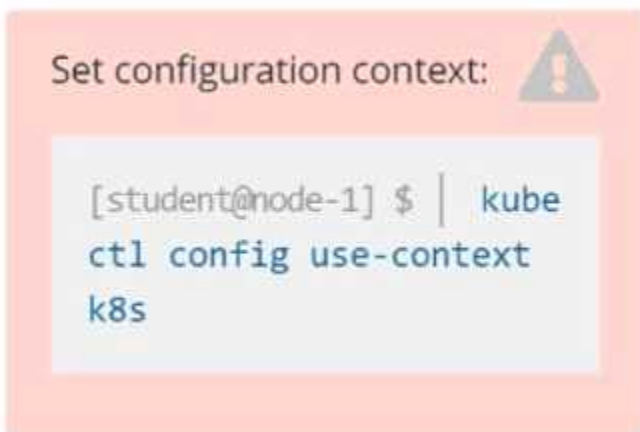 Set configuration context:
[student@node-1] $ | kube
ctl config use-context
k8s